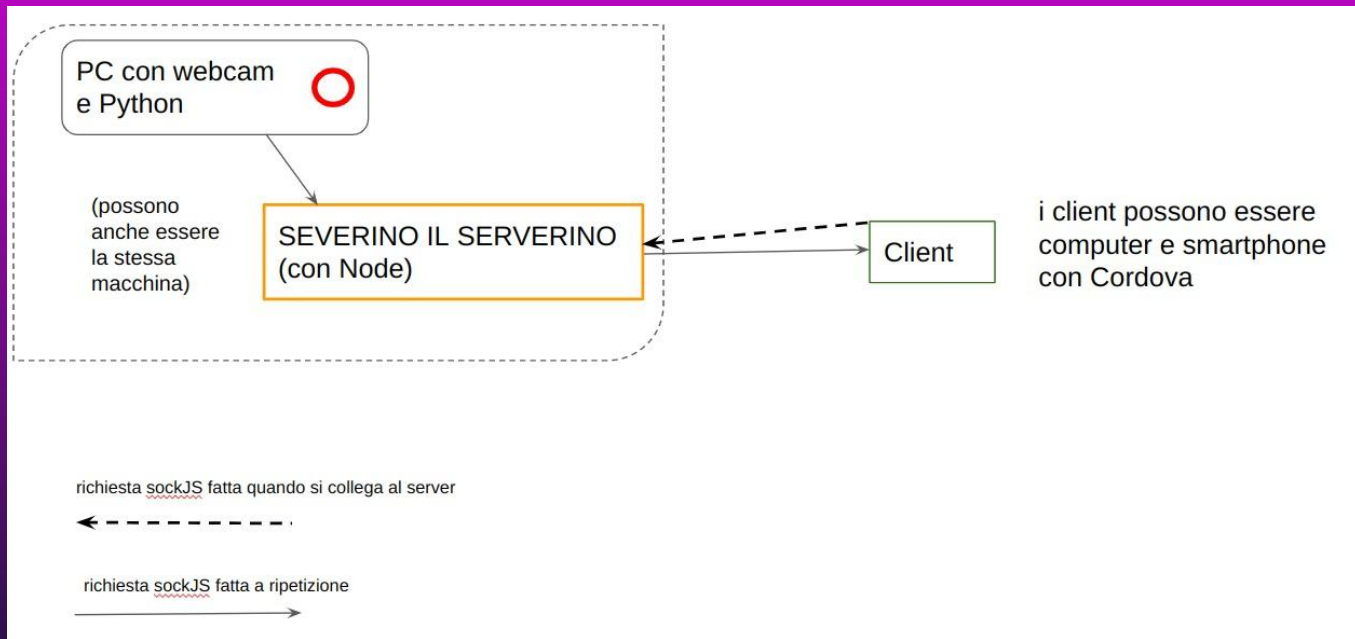 PC con webcam
e Python
(possono
anche essere
la stessa
macchina)
SEVERINO IL SERVERINO
(con Node)
Client
i client possono essere
computer e smartphone
con Cordova
richiesta sockJS fatta quando si collega al server
richiesta sockJS fatta a ripetizione